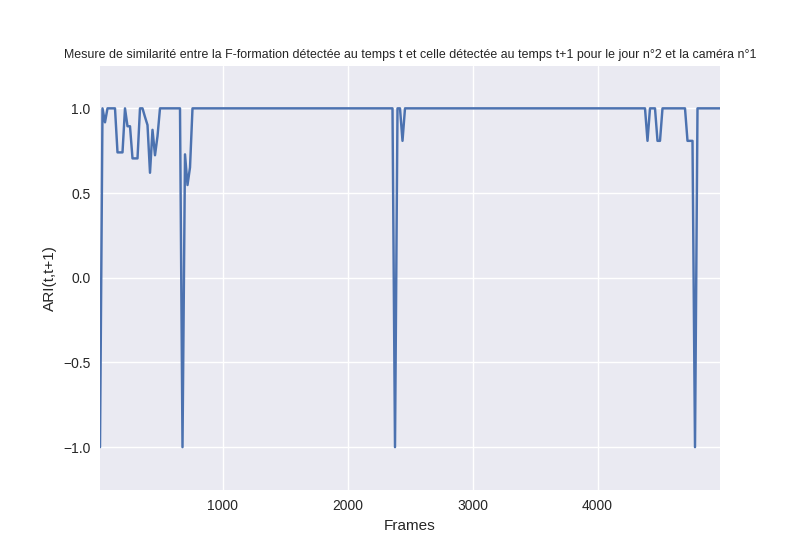 Mesure de similarité entre la F-formation détectée au temps t et celle détectée au temps t+1 pour le jour n°2 et la caméra n°1
1.0
0.5
0.0
−0.5
−1.0
ARI(t,t+1)
1000 2000 3000 4000
Frames